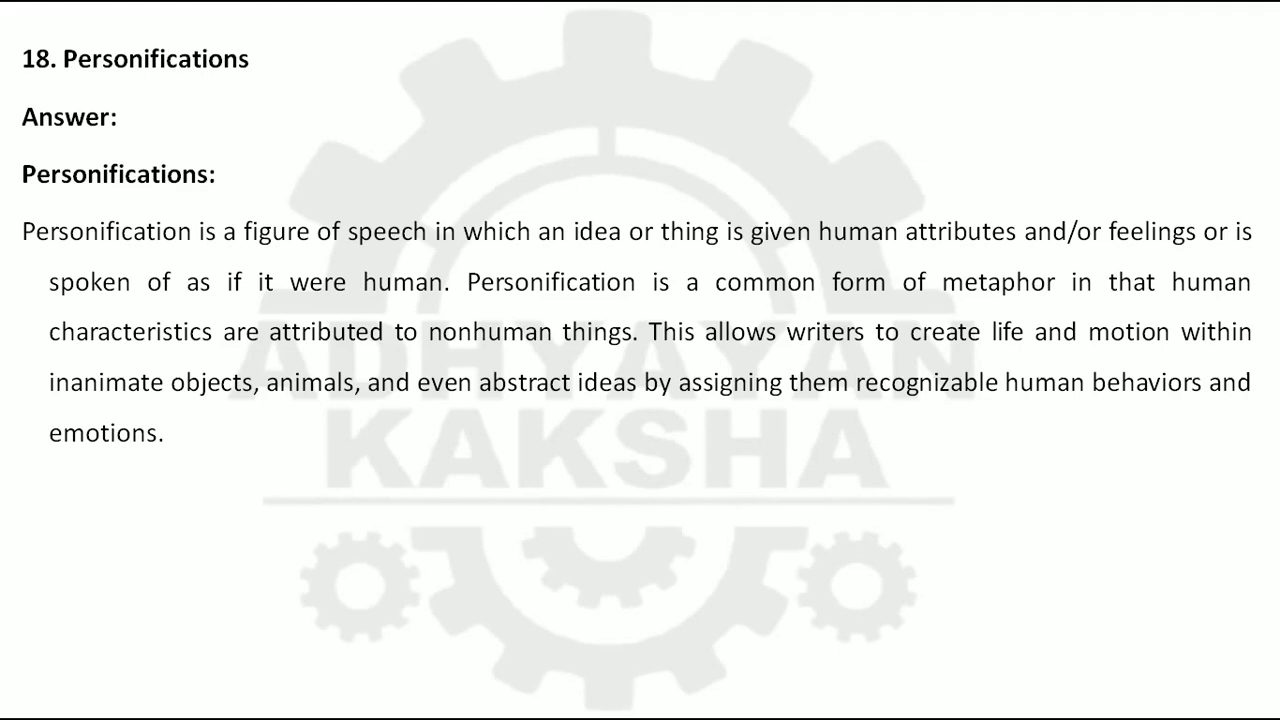 18. Personifications
Answer:
Personifications:
Personification is a figure of speech in which an idea or thing is given human attributes and/or feelings or is
spoken of as if it were human. Personification is a common form of metaphor in that human
characteristics are attributed to nonhuman things. This allows writers to create life and motion within
inanimate objects, animals, and even abstract ideas by assigning them recognizable human behaviors and
emotions.
ADHYAYAN
KAKSHA